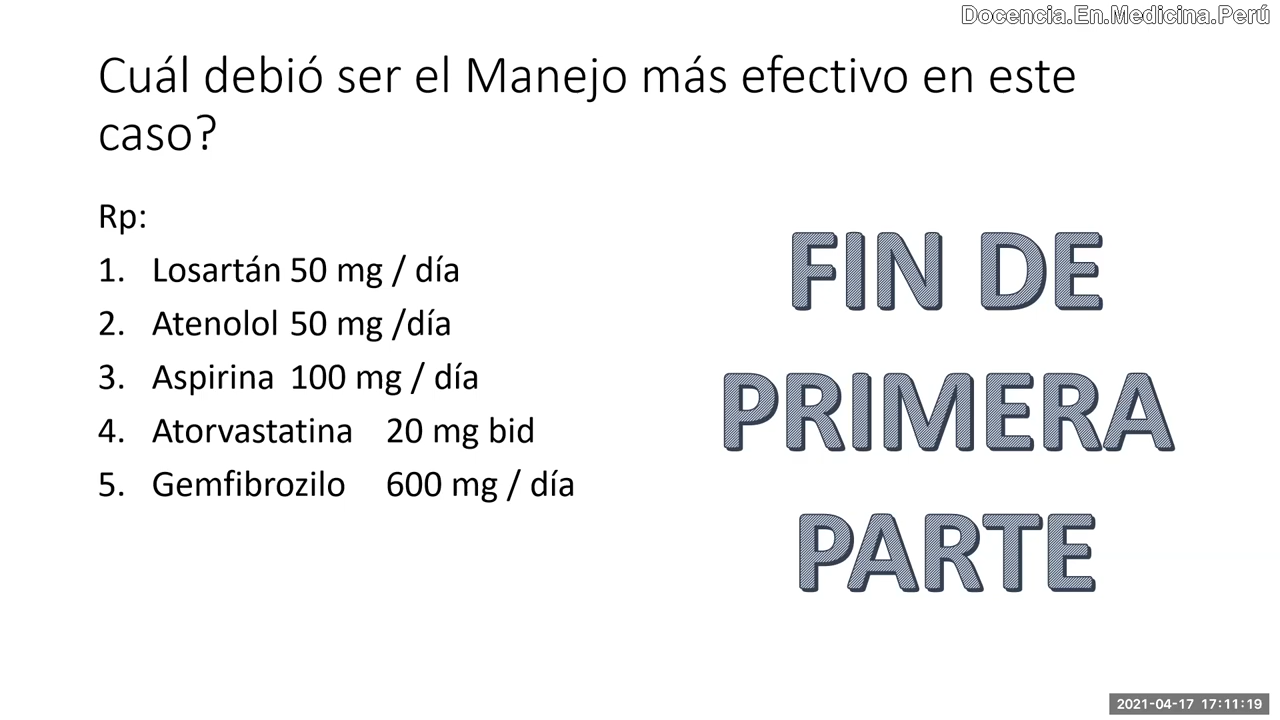 Docencia.En.Medicina.Perú
Cuál debió ser el Manejo más efectivo en este
caso?
Rp:
1. Losartán 50 mg / día
2. Atenolol 50 mg /día
3. Aspirina 100 mg / día
4. Atorvastatina 20 mg bid
5. Gemfibrozilo 600 mg / día
FIN DE
PRIMERA
PARTE
2021-04-17 17:11:19